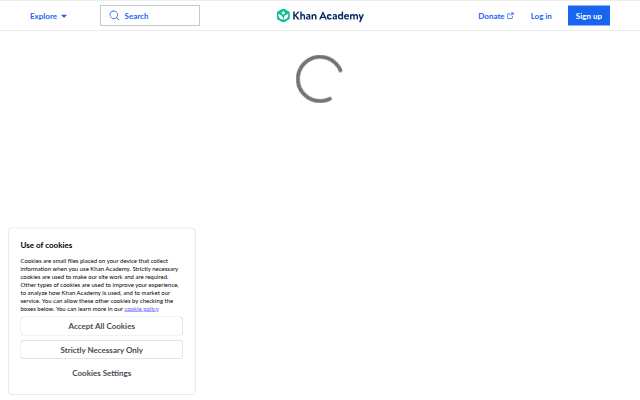 Explore
Search
Khan Academy
Donate
Log in
Sign up
Use of cookies
Cookies are small files placed on your device that collect
information when you use Khan Academy. Strictly necessary
cookies are used to make our site work and are required.
Other types of cookies are used to improve your experience,
to analyze how Khan Academy is used, and to market our
service. You can allow these other cookies by checking the
boxes below. You can learn more in our cookie policy
Accept All Cookies
Strictly Necessary Only
Cookies Settings